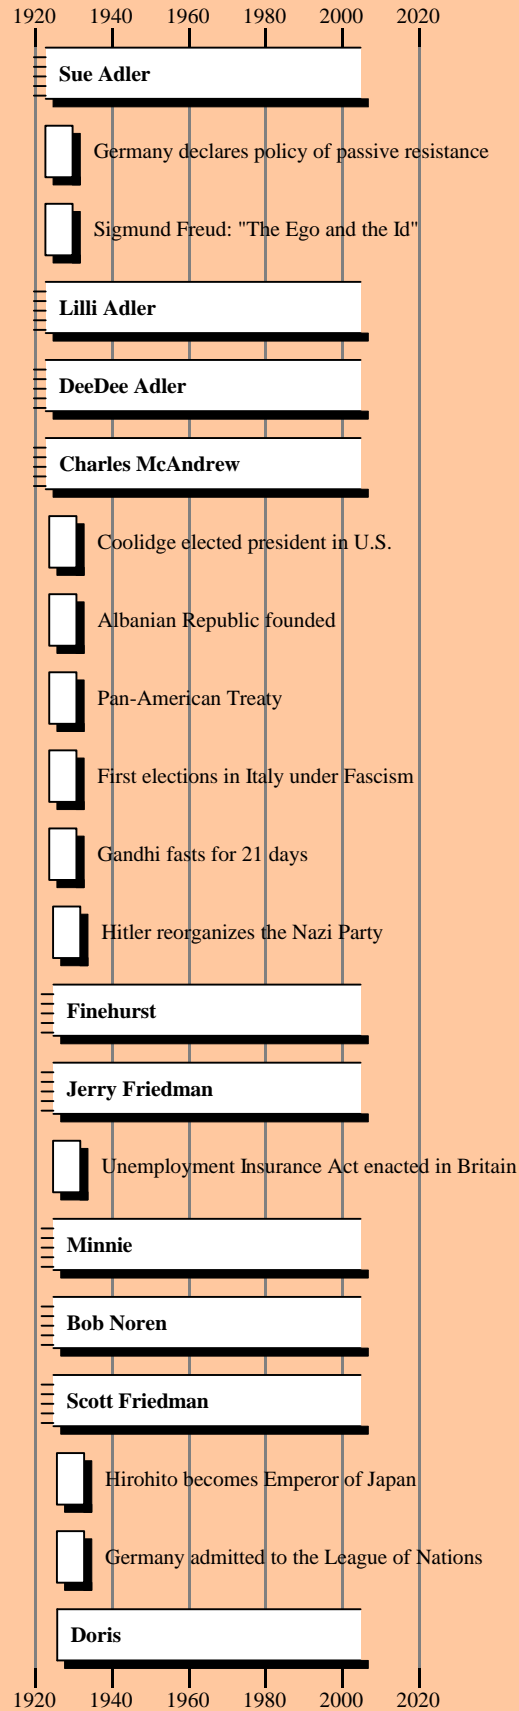 1920 1940 1960 1980 2000 2020
Sue Adler
Germany declares policy of passive resistance
Sigmund Freud: "The Ego and the Id"
Lilli Adler
DeeDee Adler
Charles McAndrew
Coolidge elected president in U.S.
Albanian Republic founded
Pan-American Treaty
First elections in Italy under Fascism
Gandhi fasts for 21 days
Hitler reorganizes the Nazi Party
Finehurst
Jerry Friedman
Unemployment Insurance Act enacted in Britain
Minnie
Bob Noren
Scott Friedman
Hirohito becomes Emperor of Japan
Germany admitted to the League of Nations
Doris
1920 1940 1960 1980 2000 2020